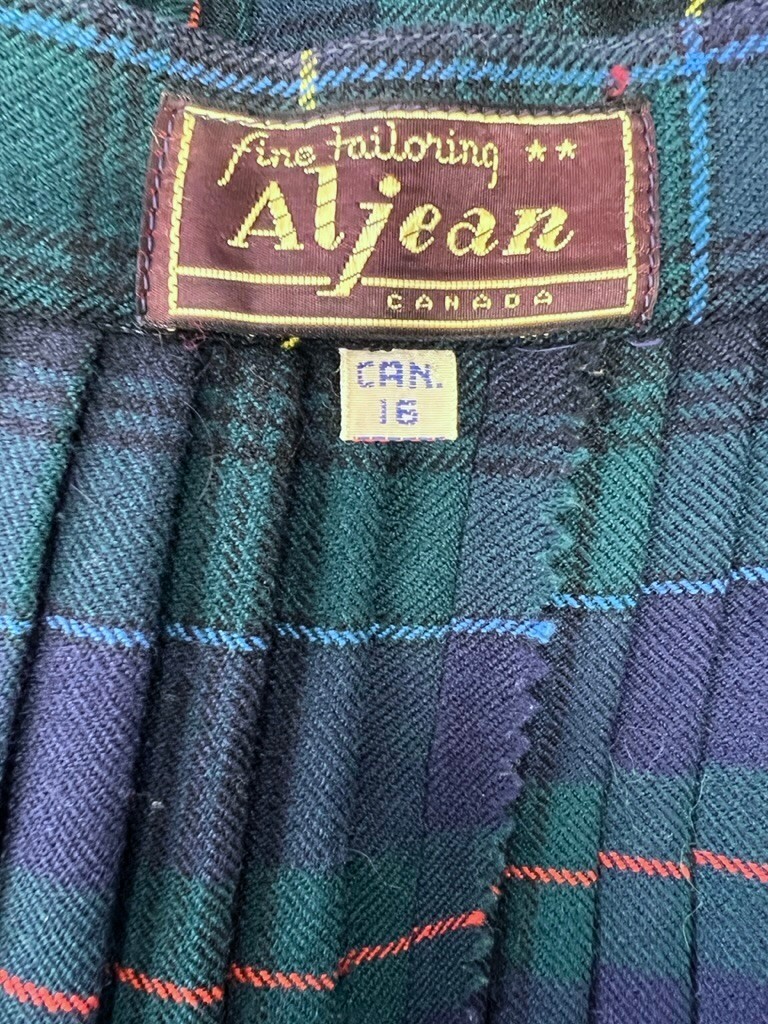 fine tailoring **
Aljean
CANADA
CAN.
16